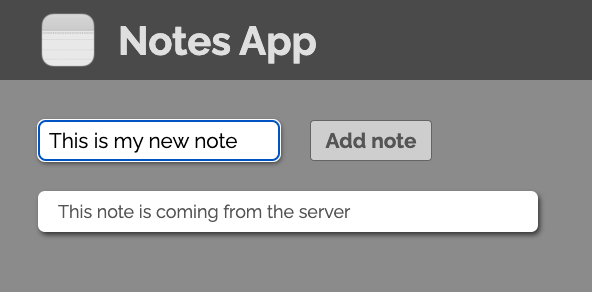 Notes App
This is my new note
Add note
This note is coming from the server